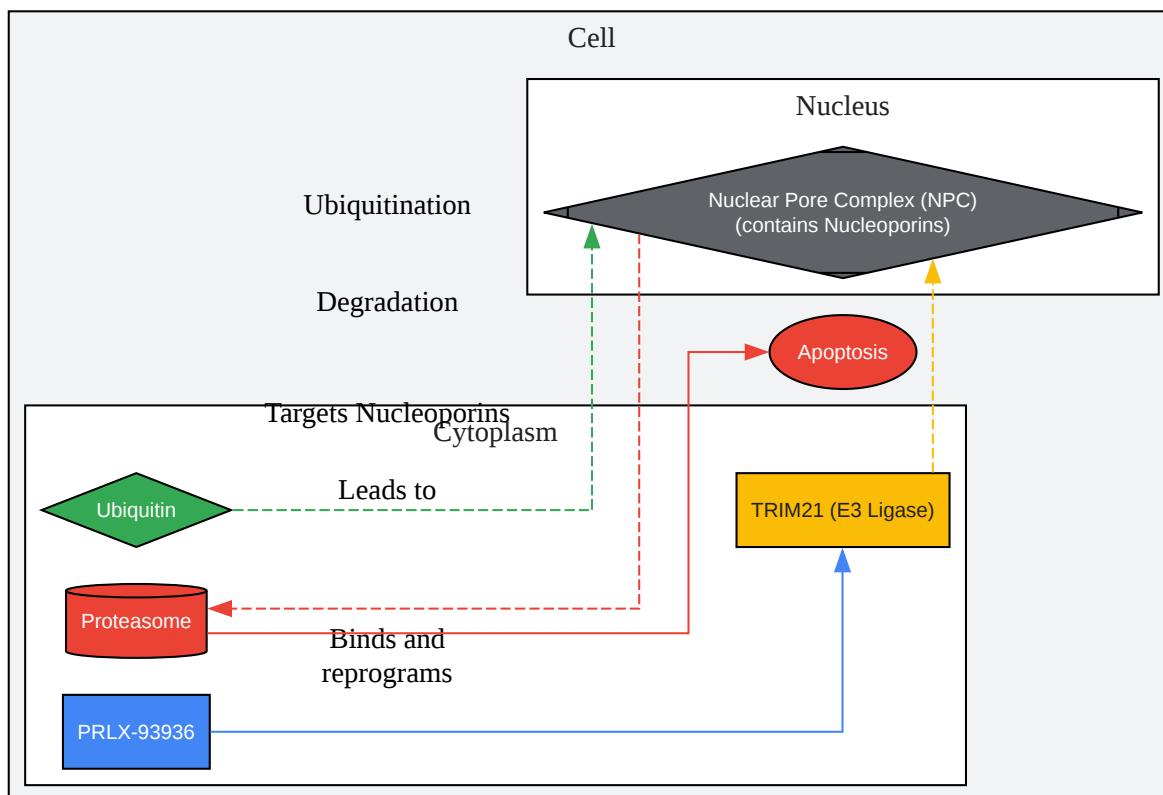 Cell
Nucleus
Nuclear Pore Complex (NPC)
(contains Nucleoporins)
Ubiquitination
Degradation
Apoptosis
Targets Nucleoporins
Cytoplasm
Leads to
Ubiquitin
TRIM21 (E3 Ligase)
Proteasome
Binds and
reprograms
PRLX-93936